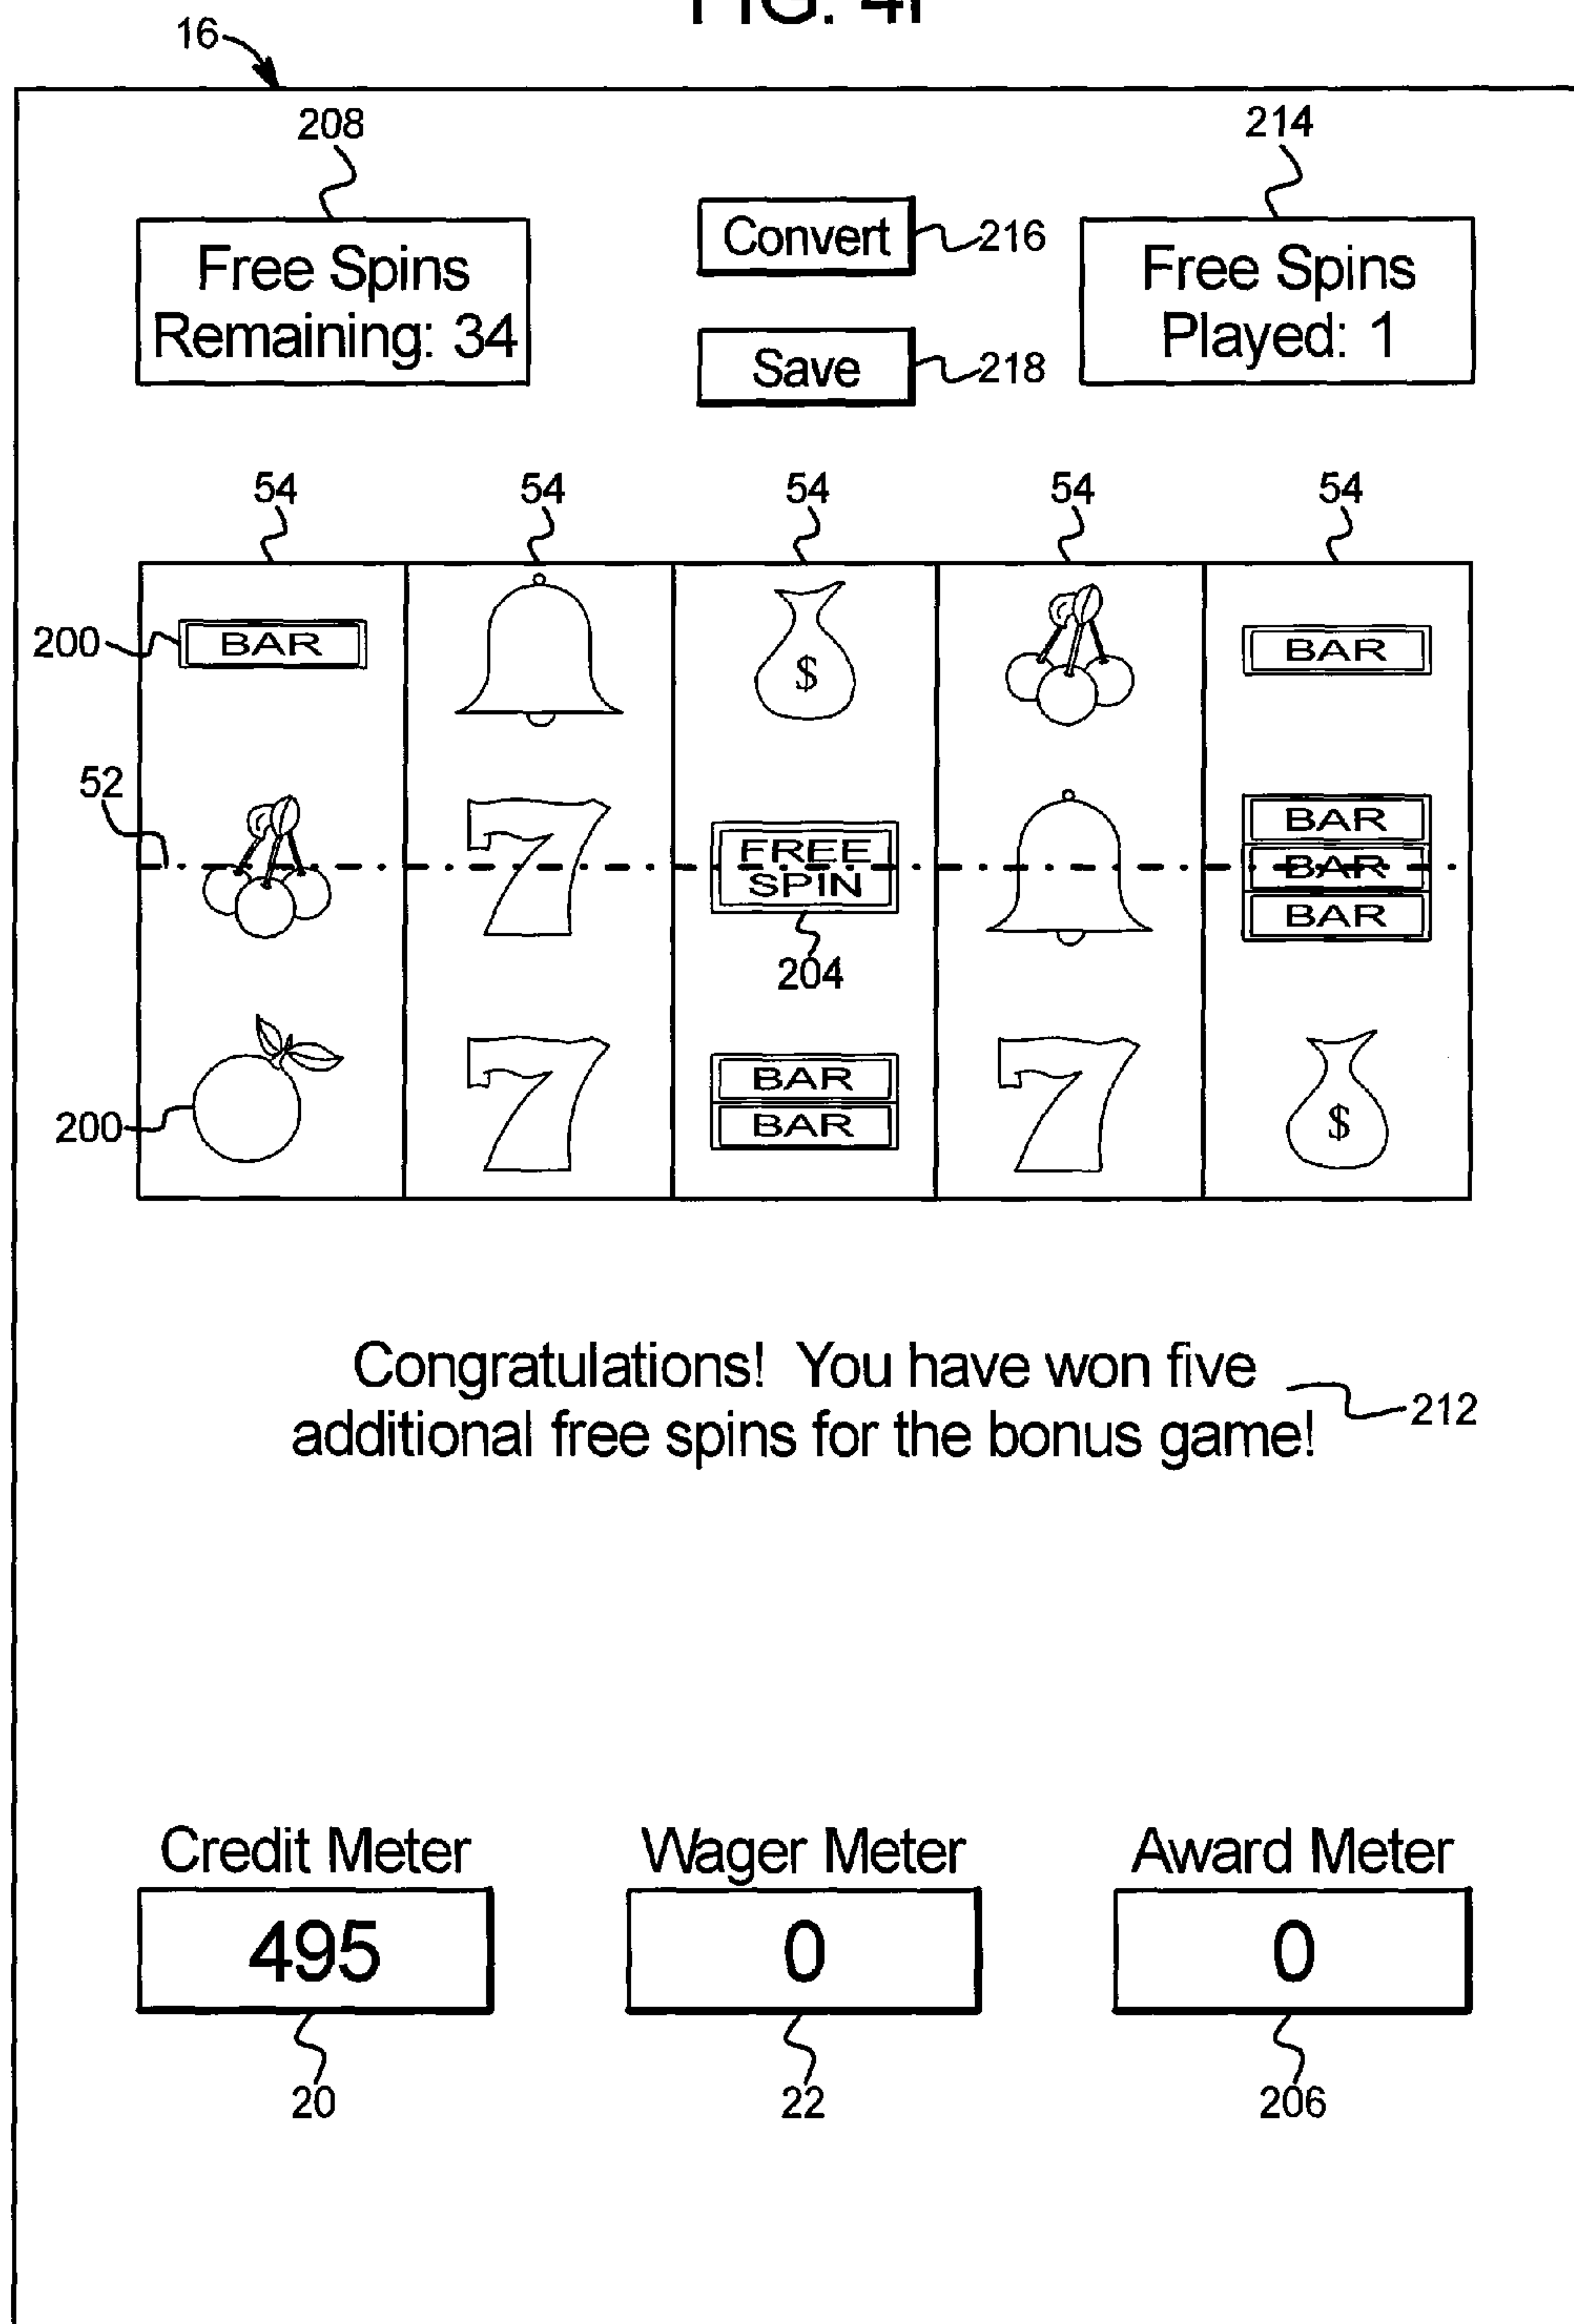 16
208
214
Free Spins
Remaining: 34
Convert
216
Free Spins
Played: 1
Save
218
54 54 54 54 54
200
BAR
$
BAR
52
7
FREE
SPIN
BAR
BAR
BAR
204
200
7
BAR
BAR
7
$
Congratulations! You have won five
additional free spins for the bonus game!
212
Credit Meter Wager Meter Award Meter
495 0 0
20 22 206